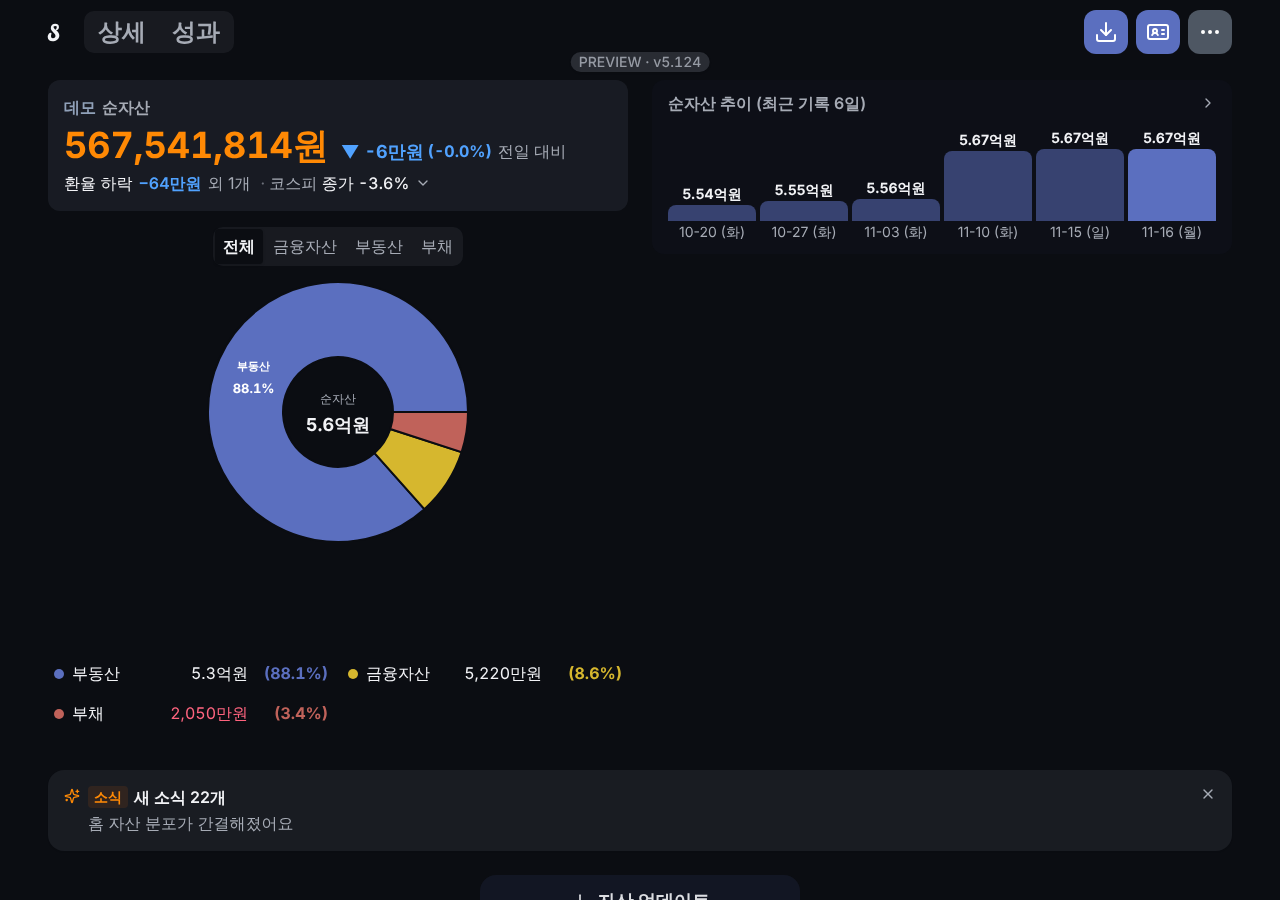 S
상세 성과
PREVIEW · v5.124
데모 순자산
567,541,814원 ▼ -6만원 (-0.0%) 전일 대비
환율 하락 −64만원 외 1개 · 코스피 종가 -3.6%
순자산 추이 (최근 기록 6일)
5.54억원 5.55억원 5.56억원 5.67억원 5.67억원 5.67억원
10-20 (화) 10-27 (화) 11-03 (화) 11-10 (화) 11-15 (일) 11-16 (월)
전체 금융자산 부동산 부채
부동산
88.1%
순자산
5.6억원
부동산 5.3억원 (88.1%) 금융자산 5,220만원 (8.6%)
부채 2,050만원 (3.4%)
소식 새 소식 22개
홈 자산 분포가 간결해졌어요
자산 업데이트